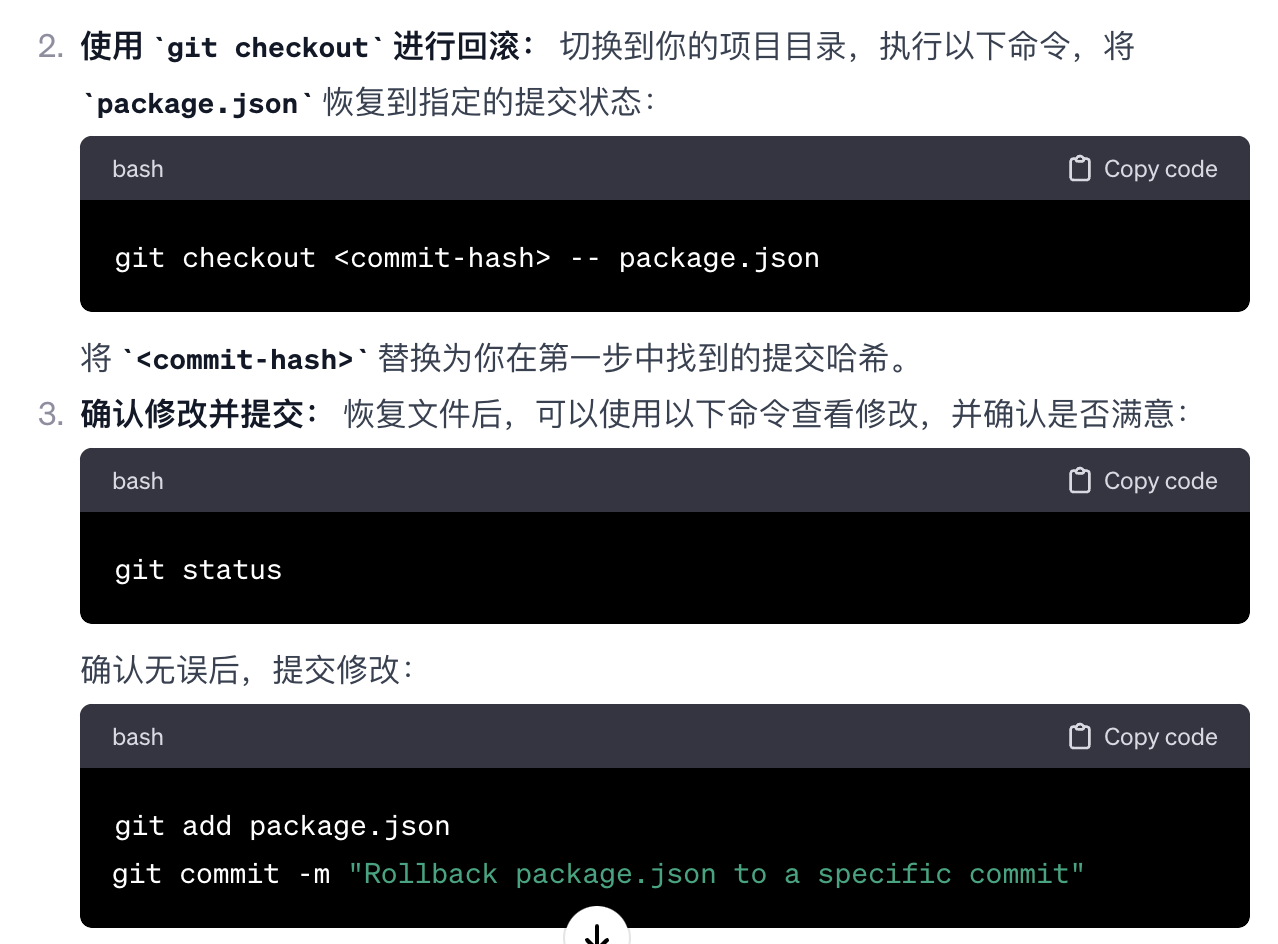 2. 使用 `git checkout` 进行回滚： 切换到你的项目目录，执行以下命令，将
`package.json` 恢复到指定的提交状态：
bash Copy code
git checkout <commit-hash> -- package.json
将 `<commit-hash>` 替换为你在第一步中找到的提交哈希。
3. 确认修改并提交： 恢复文件后，可以使用以下命令查看修改，并确认是否满意：
bash Copy code
git status
确认无误后，提交修改：
bash Copy code
git add package.json
git commit -m "Rollback package.json to a specific commit"